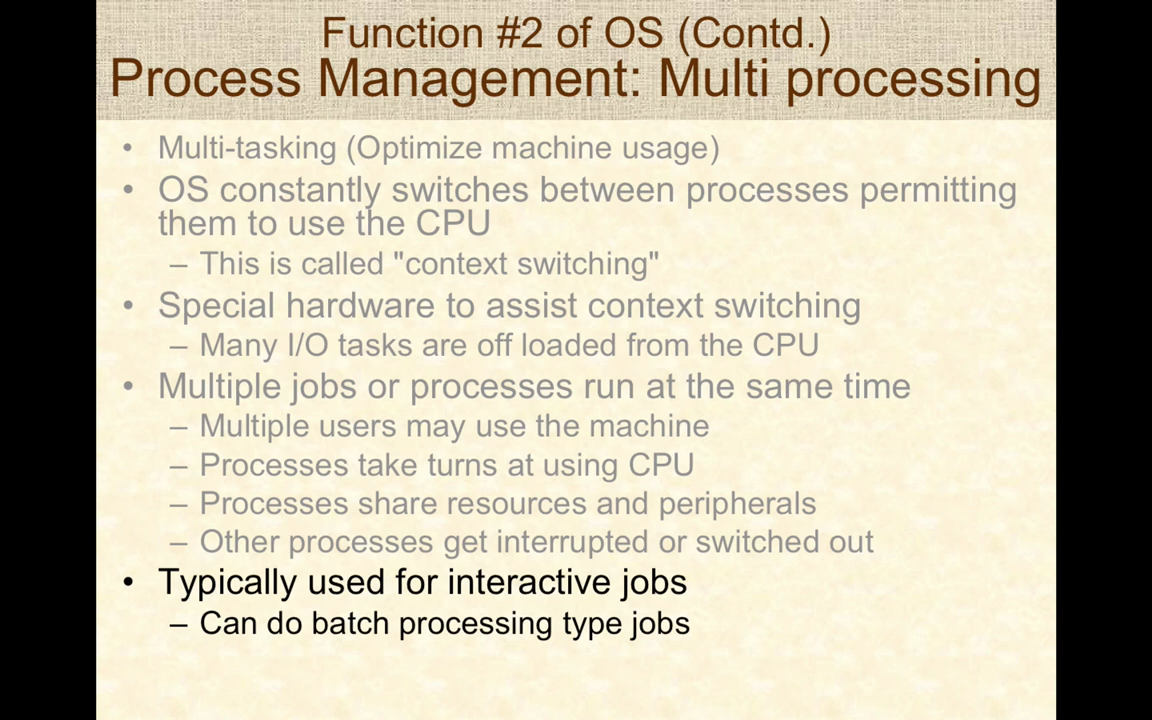 Function #2 of OS (Contd.)
Process Management: Multi processing
• Multi-tasking (Optimize machine usage)
• OS constantly switches between processes permitting
them to use the CPU
– This is called "context switching"
• Special hardware to assist context switching
– Many I/O tasks are off loaded from the CPU
• Multiple jobs or processes run at the same time
– Multiple users may use the machine
– Processes take turns at using CPU
– Processes share resources and peripherals
– Other processes get interrupted or switched out
• Typically used for interactive jobs
– Can do batch processing type jobs